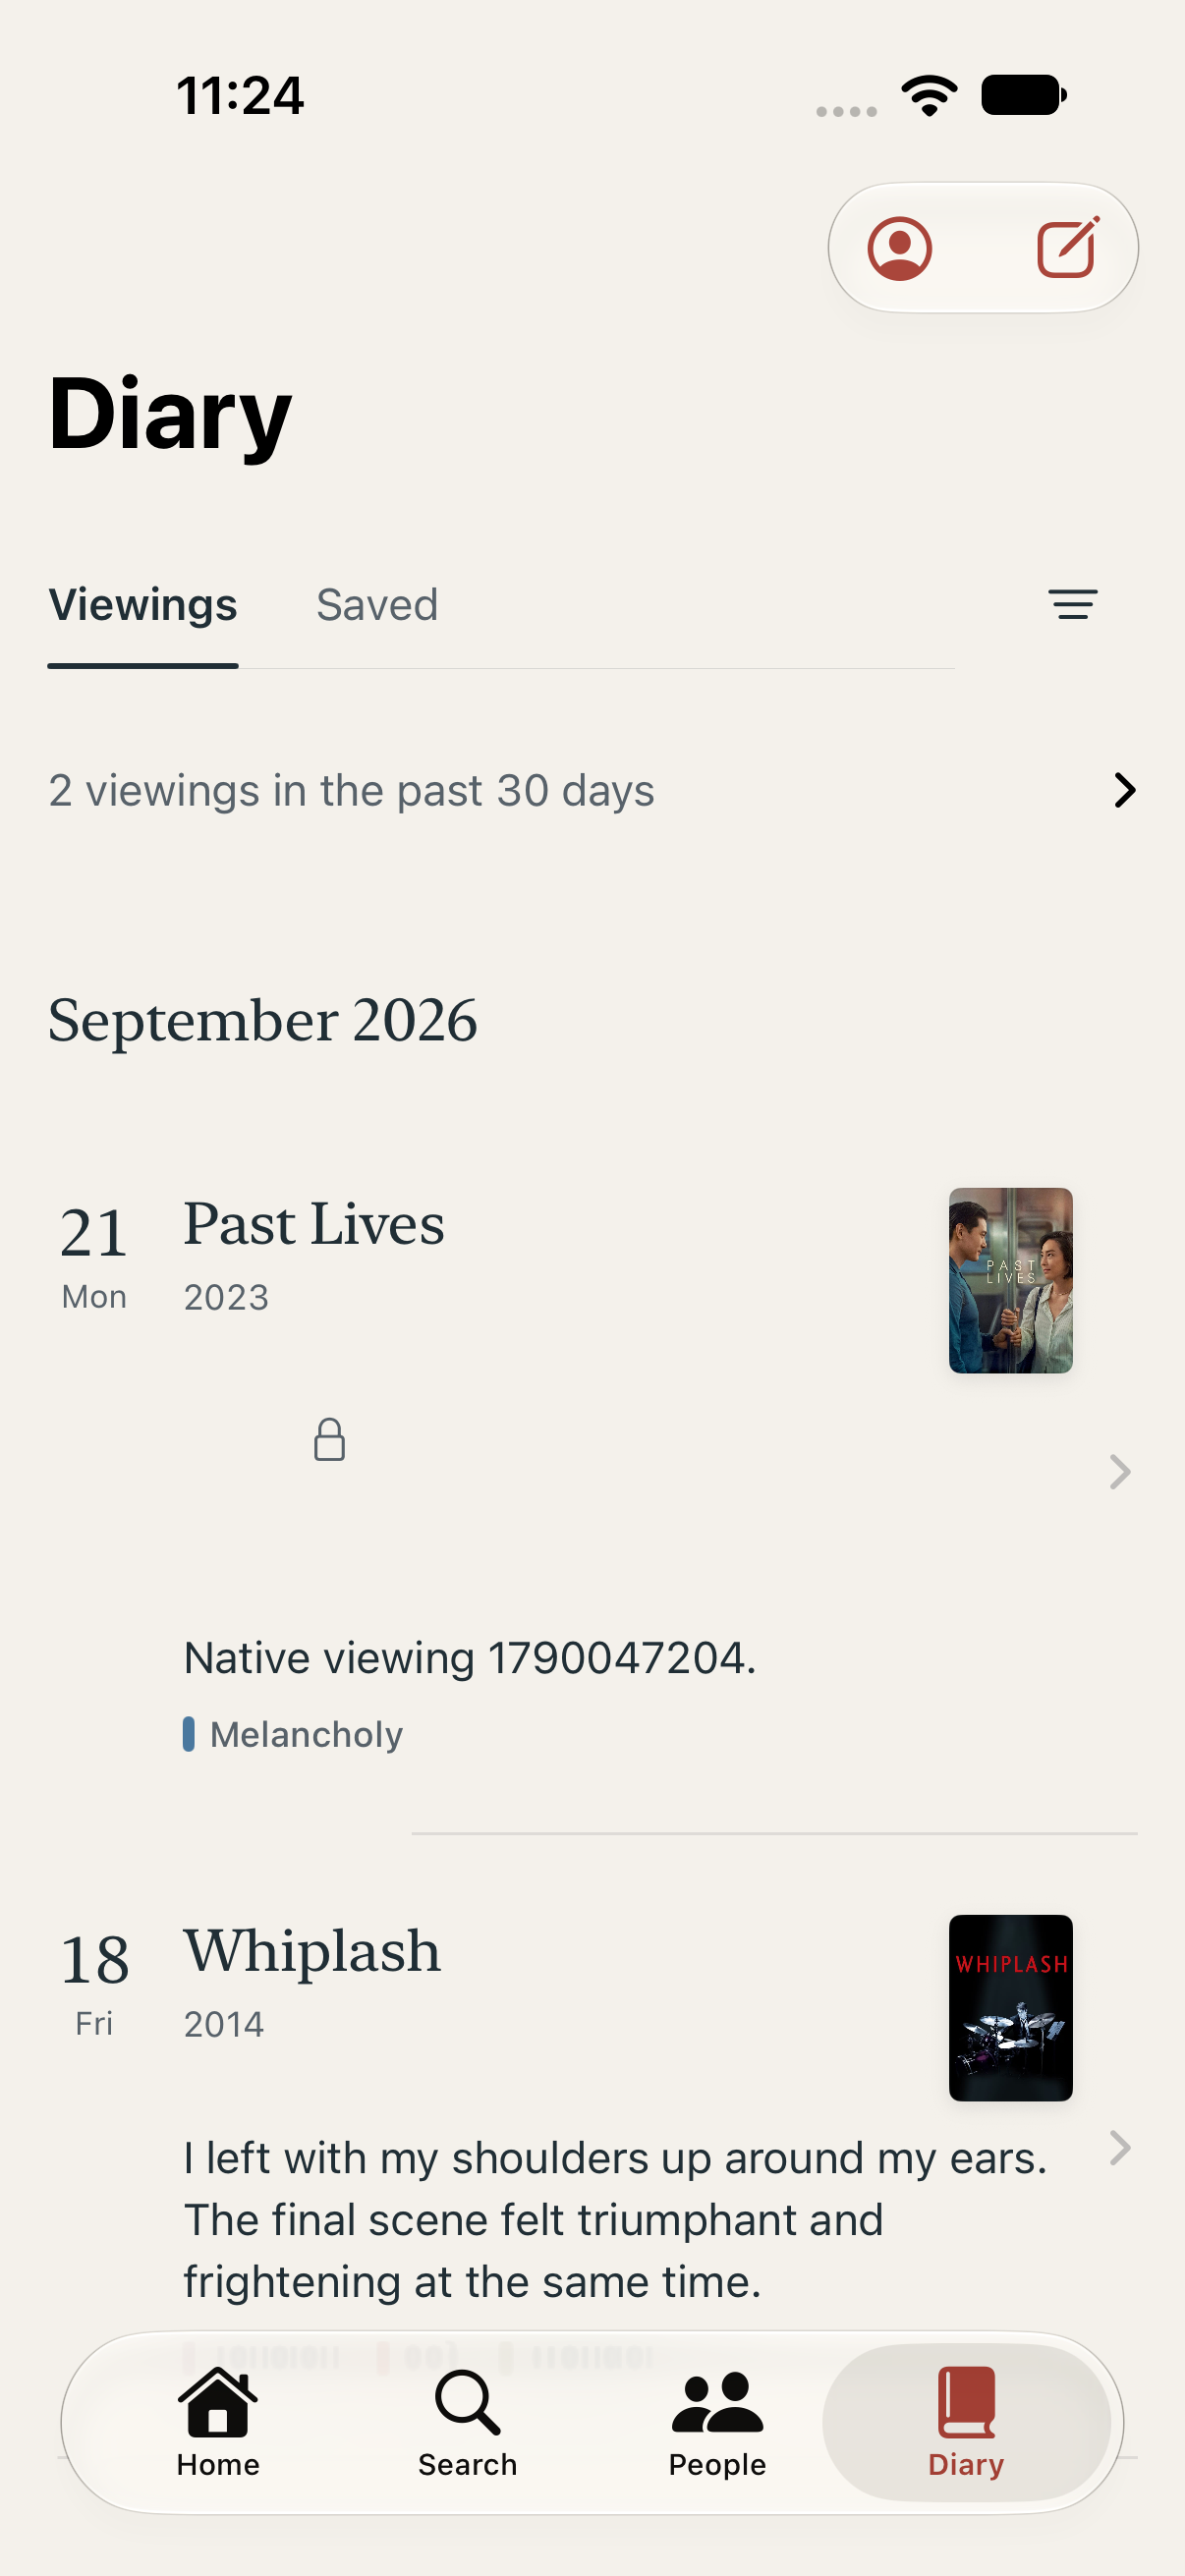 11:24
Diary
Viewings
Saved
2 viewings in the past 30 days
September 2026
21
Mon
Past Lives
2023
PAST
LIVES
Native viewing 1790047204.
Melancholy
18
Fri
Whiplash
2014
WHIPLASH
I left with my shoulders up around my ears.
The final scene felt triumphant and
frightening at the same time.
Home
Search
People
Diary